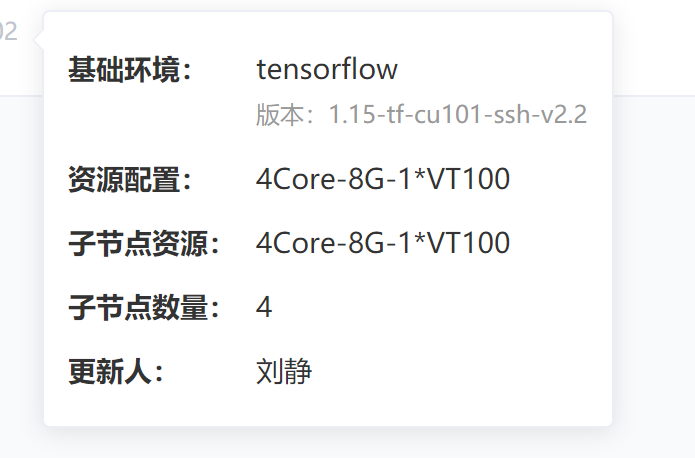 02
基础环境： tensorflow
版本：1.15-tf-cu101-ssh-v2.2
资源配置： 4Core-8G-1*VT100
子节点资源： 4Core-8G-1*VT100
子节点数量： 4
更新人： 刘静